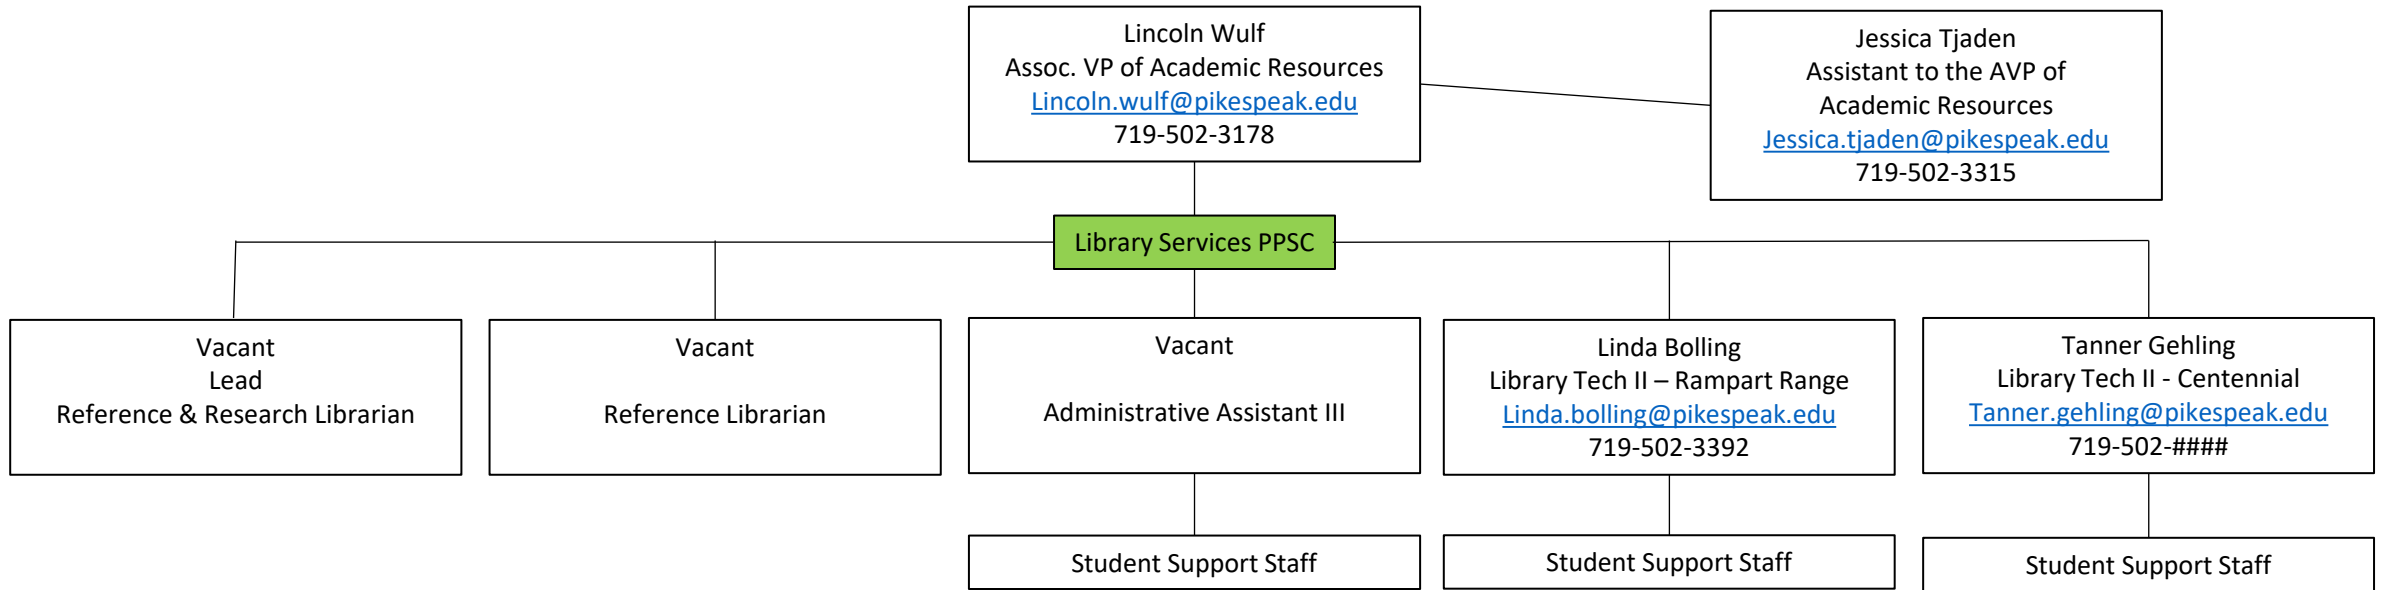 Lincoln Wulf
Assoc. VP of Academic Resources
Lincoln.wulf@pikespeak.edu
719-502-3178
Jessica Tjaden
Assistant to the AVP of
Academic Resources
Jessica.tjaden@pikespeak.edu
719-502-3315
Library Services PPSC
Vacant
Lead
Reference & Research Librarian
Vacant
Reference Librarian
Vacant
Administrative Assistant III
Linda Bolling
Library Tech II – Rampart Range
Linda.bolling@pikespeak.edu
719-502-3392
Tanner Gehling
Library Tech II - Centennial
Tanner.gehling@pikespeak.edu
719-502-####
Student Support Staff
Student Support Staff
Student Support Staff